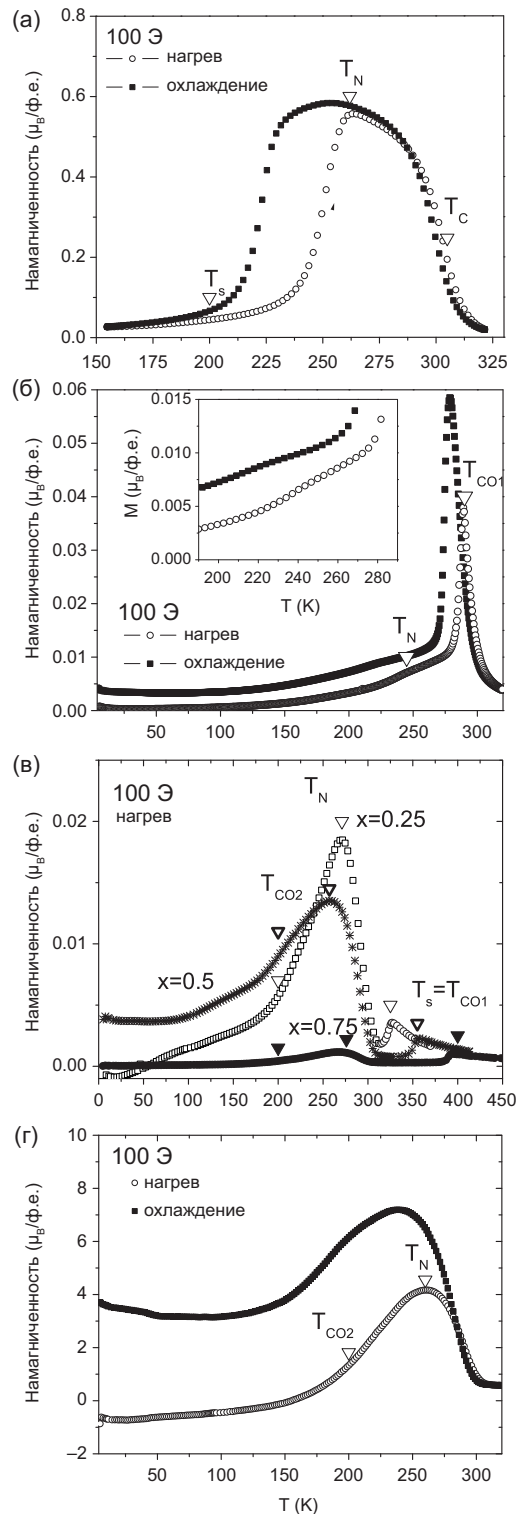 (а)
100 Э
нагрев
охлаждение
T_N
T_C
T_s
Намагниченность (μ_B/ф.е.)
0.8
0.6
0.4
0.2
0.0
150 175 200 225 250 275 300 325
(б)
Намагниченность (μ_B/ф.е.)
0.06
0.05
0.04
0.03
0.02
0.01
0.00
M (μ_B/ф.е.)
0.015
0.010
0.005
0.000
200 220 240 260 280
T (K)
T_CO1
T_N
100 Э
нагрев
охлаждение
50 100 150 200 250 300
(в)
100 Э
нагрев
T_N
x=0.25
T_CO2
x=0.5
x=0.75
T_s=T_CO1
Намагниченность (μ_B/ф.е.)
0.02
0.01
0.00
0 50 100 150 200 250 300 350 400 450
(г)
100 Э
нагрев
охлаждение
T_N
T_CO2
Намагниченность (μ_B/ф.е.)
10
8
6
4
2
0
–2
50 100 150 200 250 300
T (K)